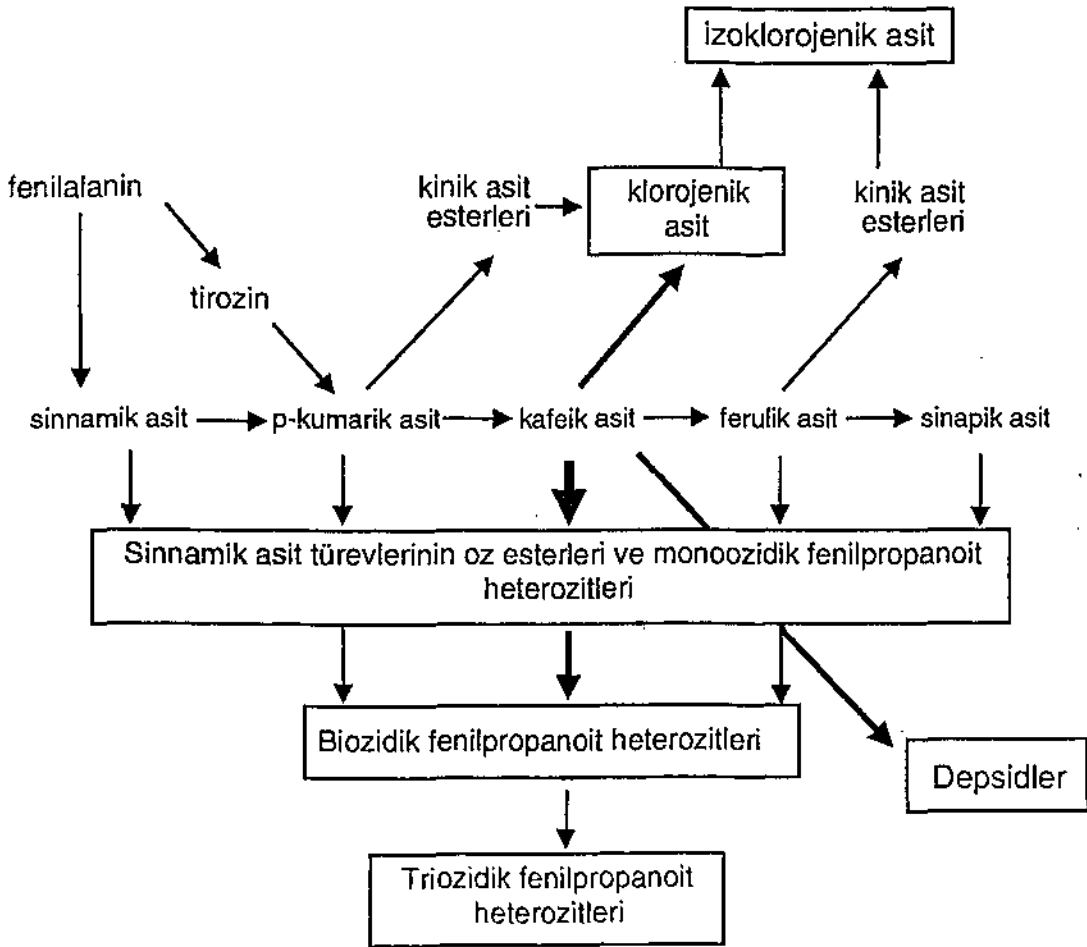 izoklorojenik asit
fenilalanin
kinik asit
esterleri
klorojenik
asit
kinik asit
esterleri
tirozin
sinnamik asit
p-kumarik asit
kafeik asit
ferulik asit
sinapik asit
Sinnamik asit türevlerinin oz esterleri ve monoozidik fenilpropanoit
heterozitleri
Biozidik fenilpropanoit heterozitleri
Depsidler
Triozidik fenilpropanoit
heterozitleri